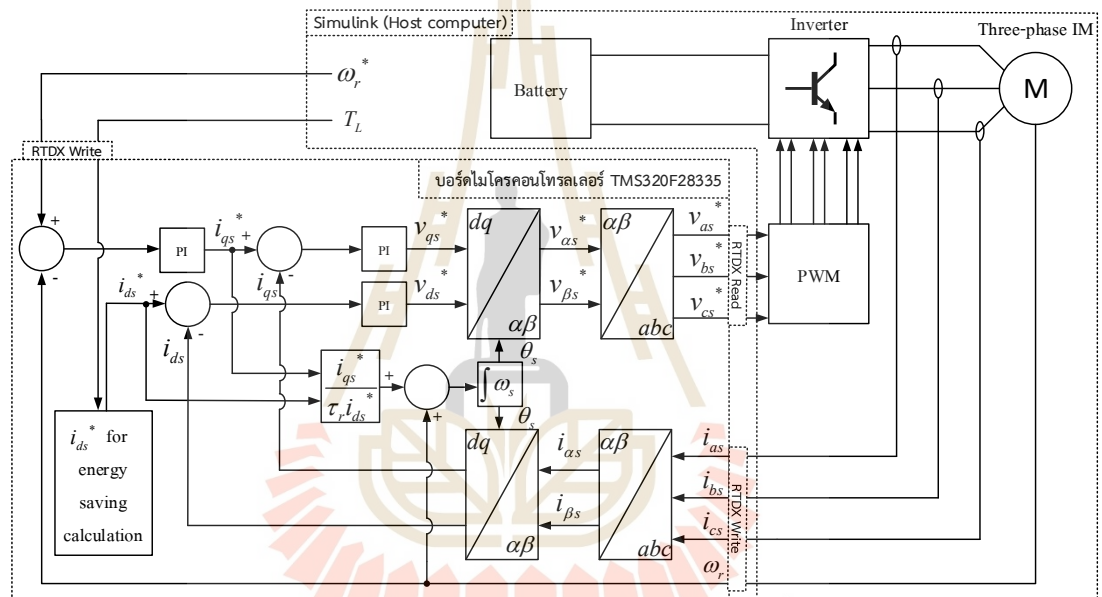 Simulink (Host computer)
Inverter
Three-phase IM
ω_r^*
T_L
Battery
M
RTDX Write
บอร์ดไมโครคอนโทรลเลอร์ TMS320F28335
+
-
PI
i_qs^*
+
-
i_qs
PI
v_qs^*
dq
αβ
v_αs^*
v_βs^*
αβ
abc
v_as^*
v_bs^*
v_cs^*
RTDX Read
PWM
i_ds^*
+
-
i_ds
PI
v_ds^*
θ_s
i_qs^*
τ_r i_ds^*
+
+
∫ω_s
θ_s
i_ds^* for
energy
saving
calculation
dq
αβ
i_αs
i_βs
αβ
abc
i_as
i_bs
i_cs
RTDX Write
ω_r